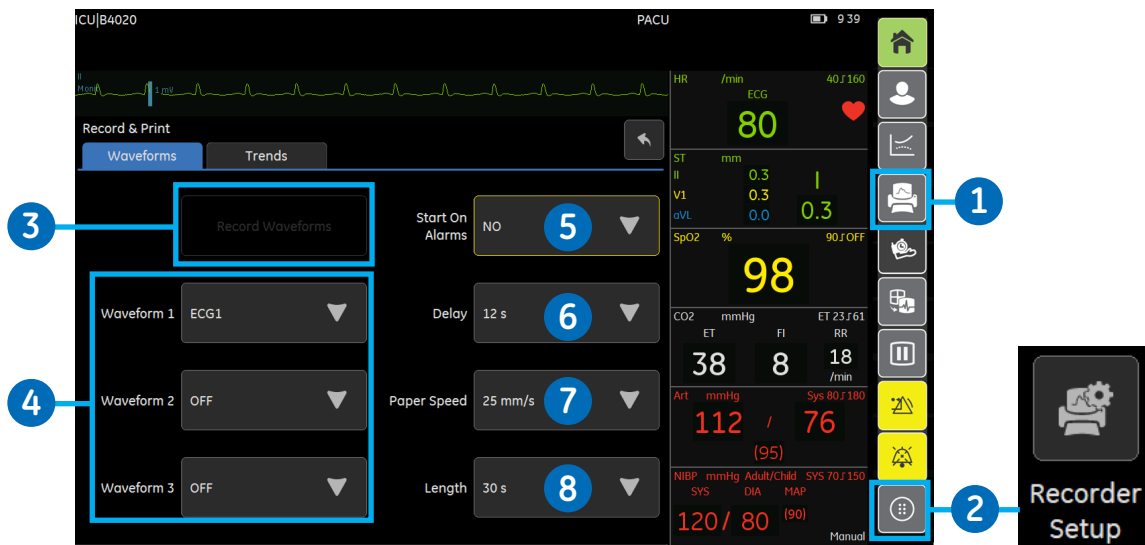 ICU|B4020 PACU 9 39
II
Moni 1 mV
HR /min 40 160
ECG
80
Record & Print
Waveforms Trends
ST mm
II 0.3 I
V1 0.3
aVL 0.0 0.3
1
3
Record Waveforms
Start On Alarms NO 5
SpO2 % 90 OFF
98
Waveform 1 ECG1
Delay 12 s 6
CO2 mmHg ET 23 61
ET FI RR
38 8 18
/min
4
Waveform 2 OFF
Paper Speed 25 mm/s 7
Art mmHg Sys 80 180
112 / 76
(95)
Waveform 3 OFF
Length 30 s 8
NIBP mmHg Adult/Child SYS 70 150
SYS DIA MAP
120 / 80 (90)
Manual
2
Recorder
Setup